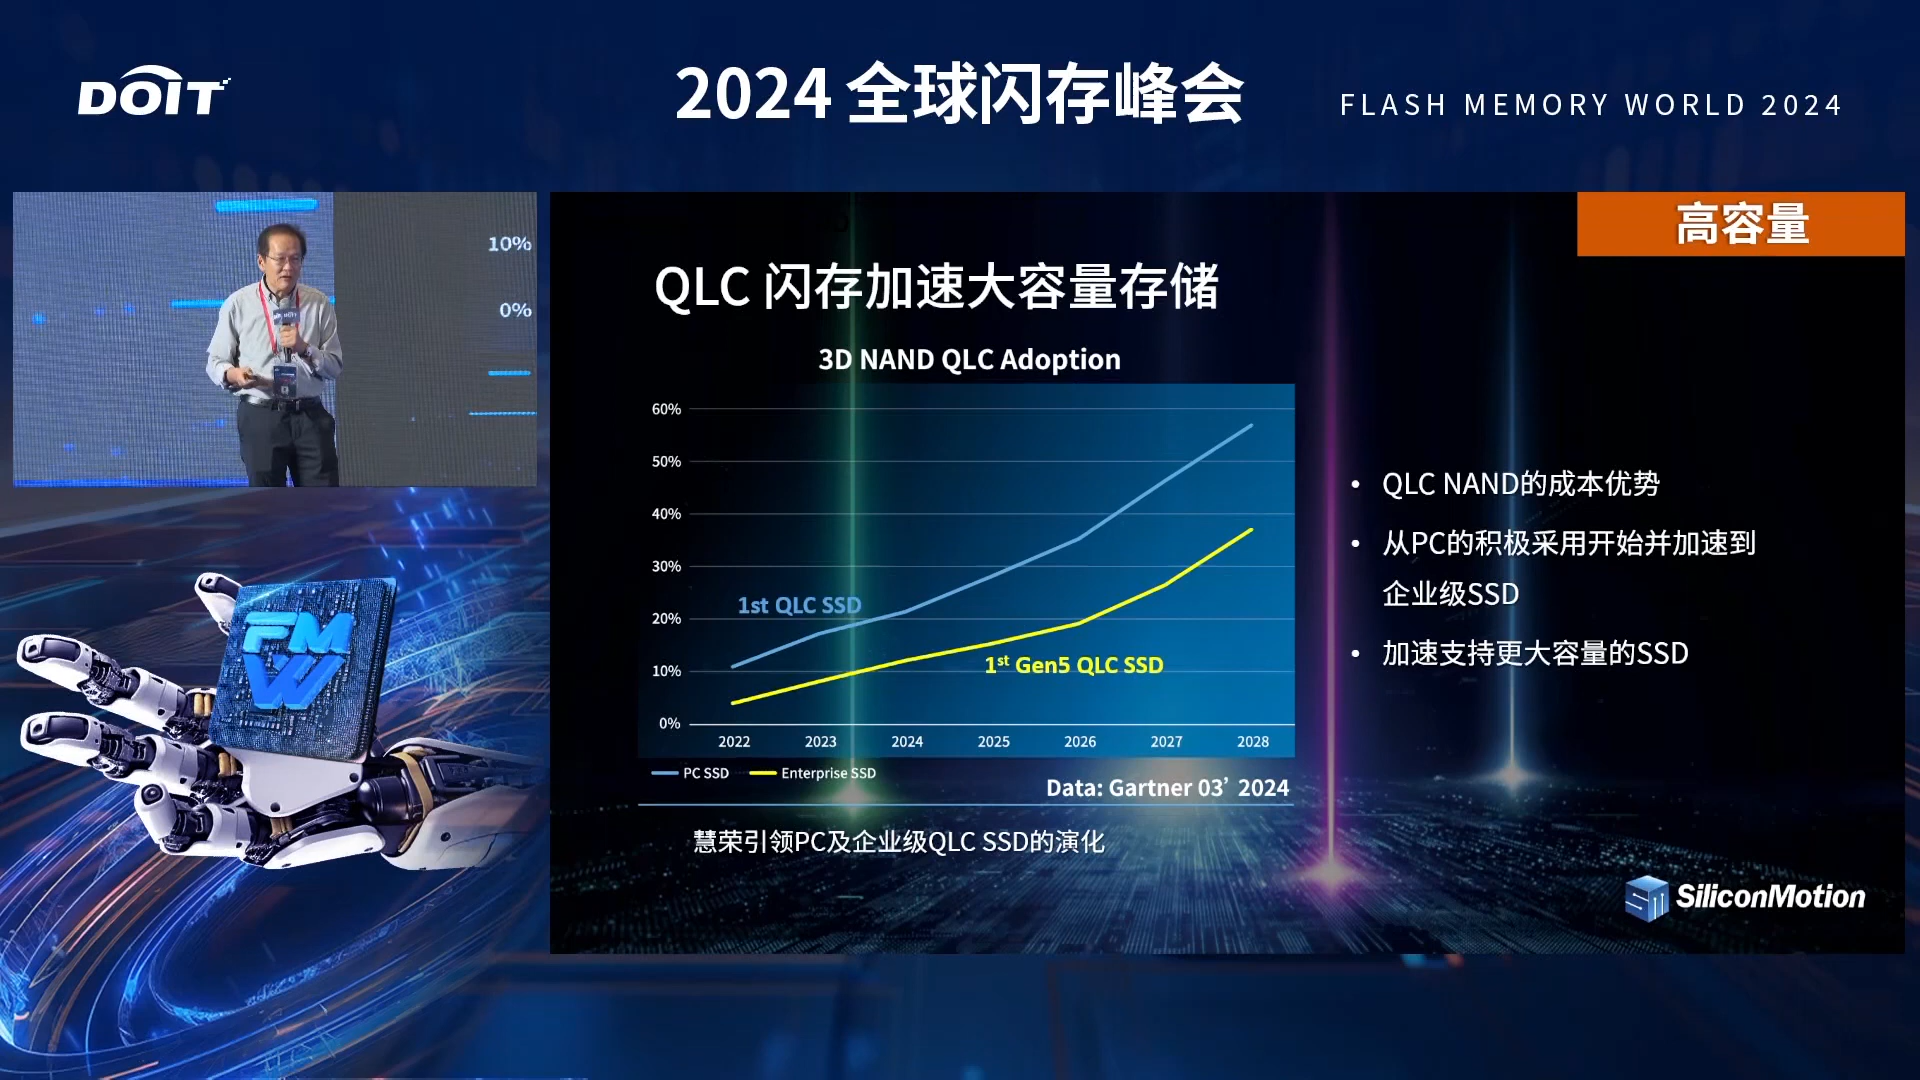 DOIT
2024 全球闪存峰会
FLASH MEMORY WORLD 2024
10%
0%
FMW
高容量
QLC 闪存加速大容量存储
3D NAND QLC Adoption
60%
50%
40%
30%
20%
10%
0%
1st QLC SSD
1st Gen5 QLC SSD
2022 2023 2024 2025 2026 2027 2028
PC SSD Enterprise SSD
Data: Gartner 03’ 2024
慧荣引领PC及企业级QLC SSD的演化
• QLC NAND的成本优势
• 从PC的积极采用开始并加速到
企业级SSD
• 加速支持更大容量的SSD
SiliconMotion